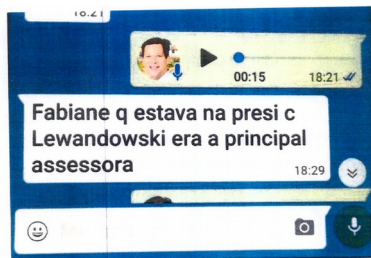 18:21
00:15
18:21
Fabiane q estava na presi c
Lewandowski era a principal
assessora
18:29